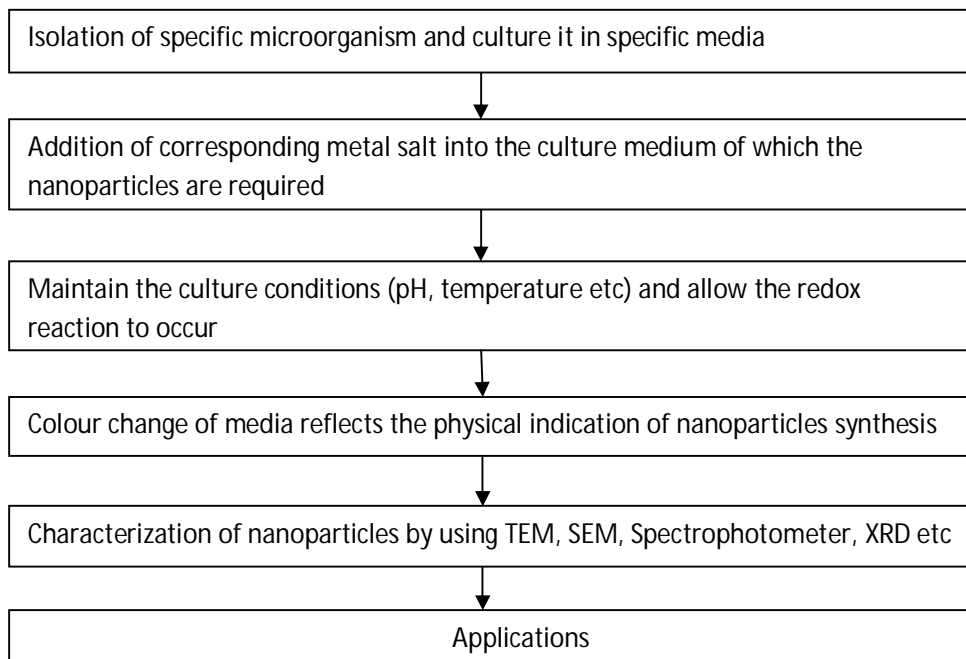 Isolation of specific microorganism and culture it in specific media
Addition of corresponding metal salt into the culture medium of which the
nanoparticles are required
Maintain the culture conditions (pH, temperature etc) and allow the redox
reaction to occur
Colour change of media reflects the physical indication of nanoparticles synthesis
Characterization of nanoparticles by using TEM, SEM, Spectrophotometer, XRD etc
Applications